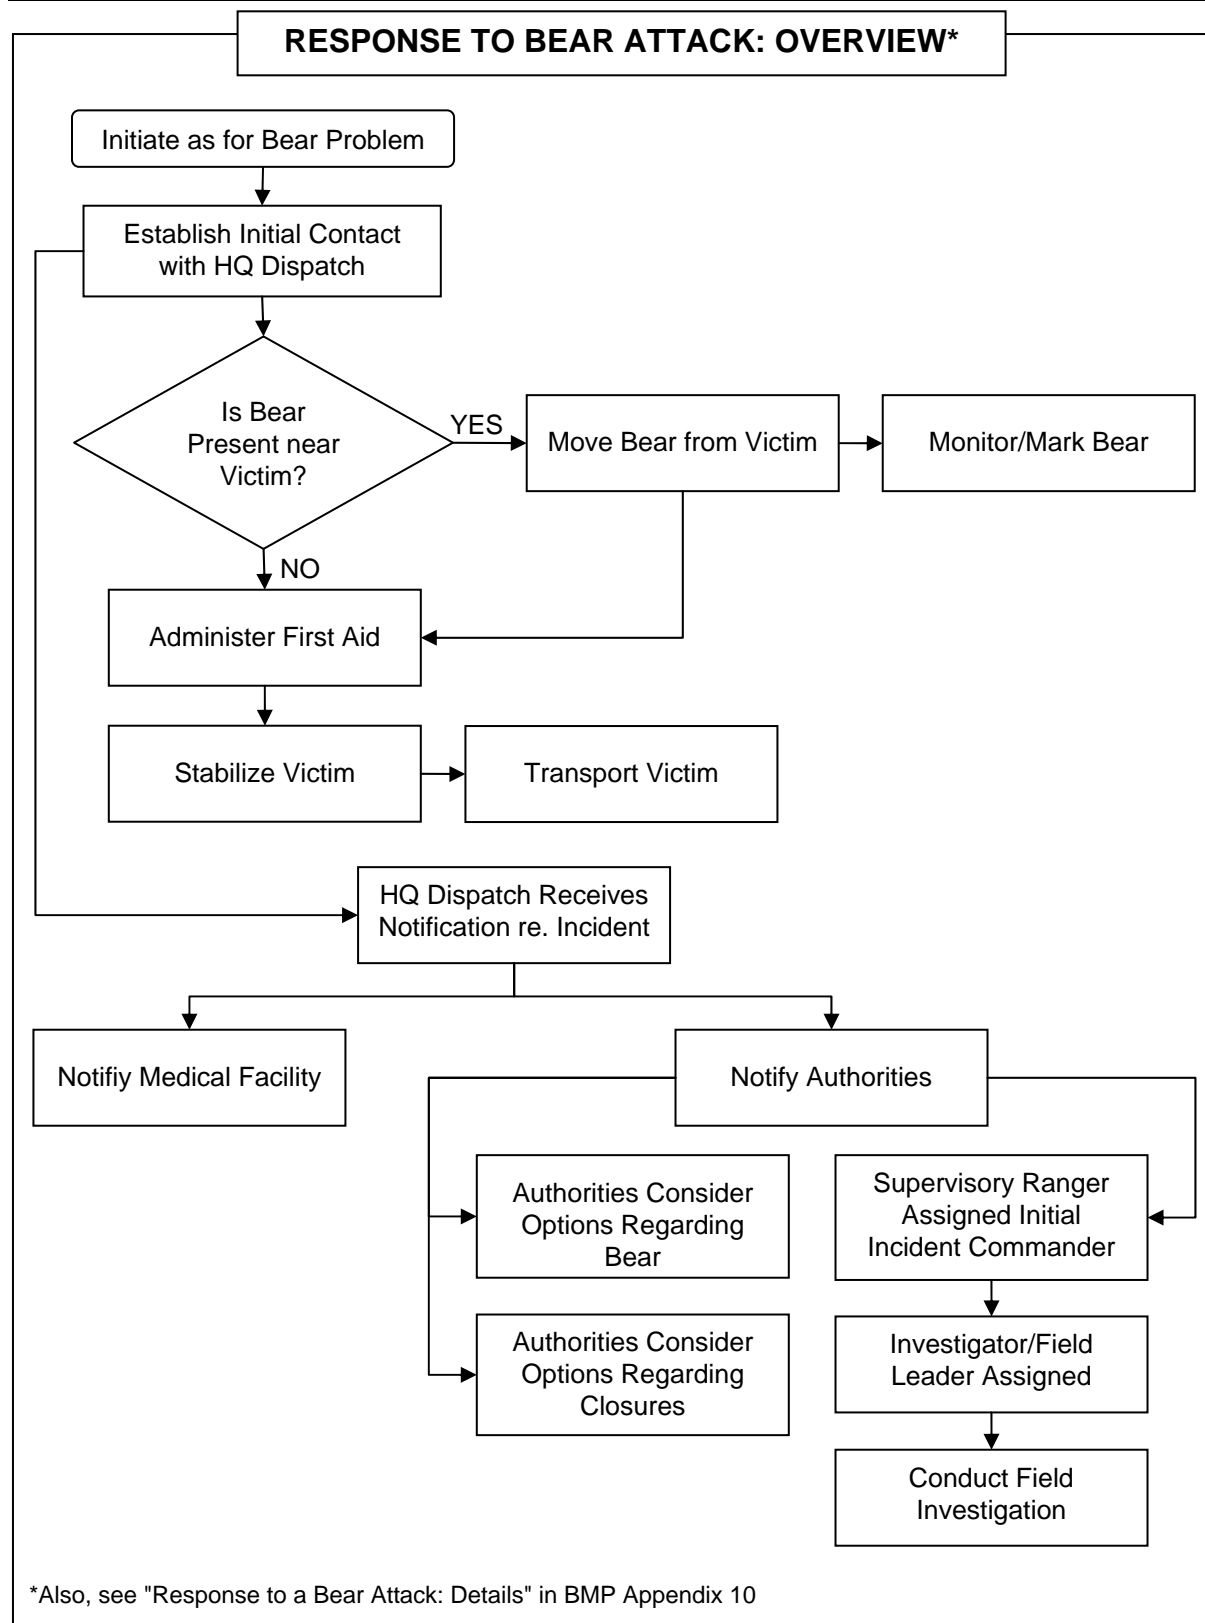 RESPONSE TO BEAR ATTACK: OVERVIEW*
Initiate as for Bear Problem
Establish Initial Contact
with HQ Dispatch
Is Bear
Present near
Victim?
YES
Move Bear from Victim
Monitor/Mark Bear
NO
Administer First Aid
Stabilize Victim
Transport Victim
HQ Dispatch Receives
Notification re. Incident
Notifiy Medical Facility
Notify Authorities
Authorities Consider
Options Regarding
Bear
Supervisory Ranger
Assigned Initial
Incident Commander
Authorities Consider
Options Regarding
Closures
Investigator/Field
Leader Assigned
Conduct Field
Investigation
*Also, see "Response to a Bear Attack: Details" in BMP Appendix 10